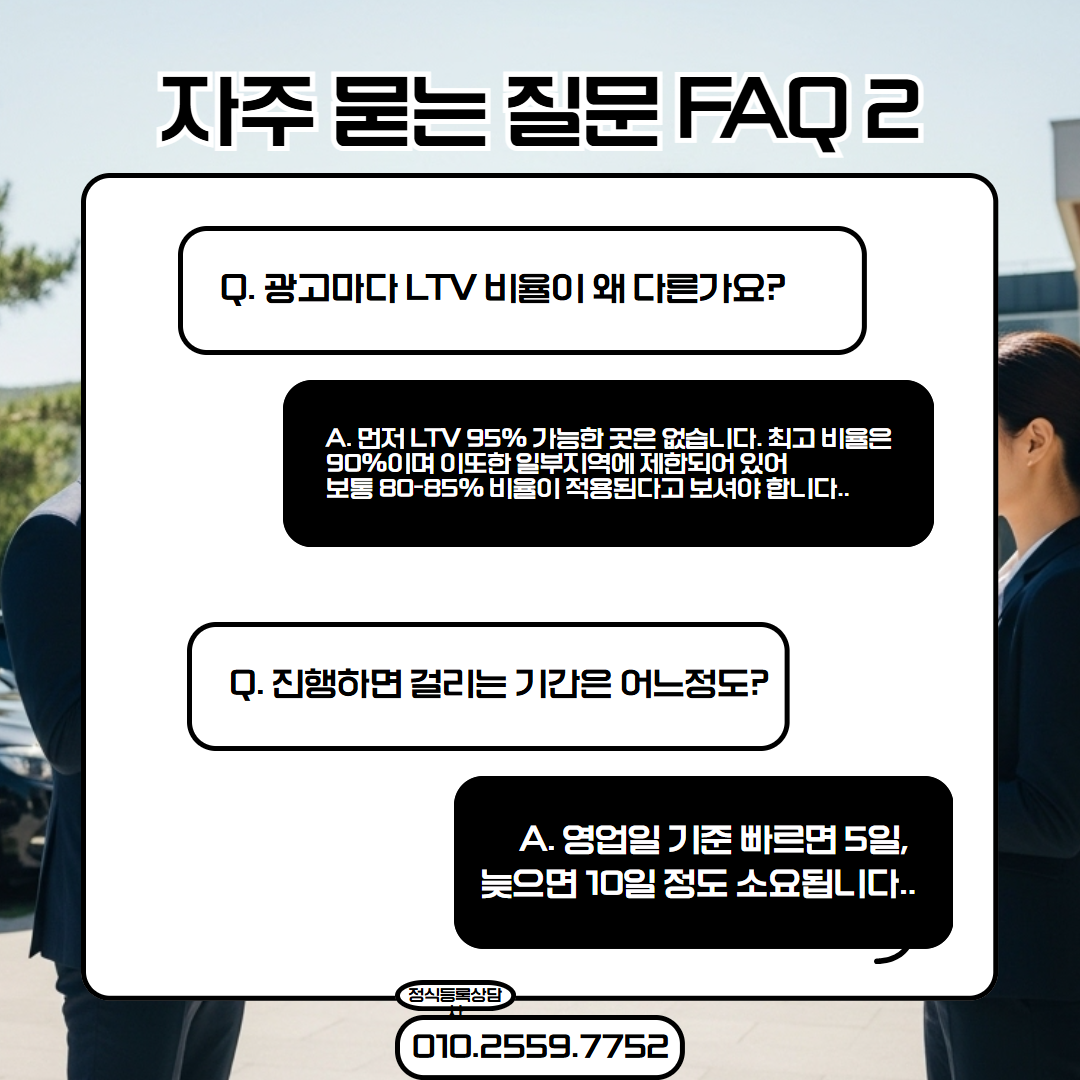 자주 묻는 질문 FAQ 2
Q. 광고마다 LTV 비율이 왜 다른가요?
A. 먼저 LTV 95% 가능한 곳은 없습니다. 최고 비율은
90%이며 이또한 일부지역에 제한되어 있어
보통 80-85% 비율이 적용된다고 보셔야 합니다..
Q. 진행하면 걸리는 기간은 어느정도?
A. 영업일 기준 빠르면 5일,
늦으면 10일 정도 소요됩니다..
정식등록상담
010.2559.7752